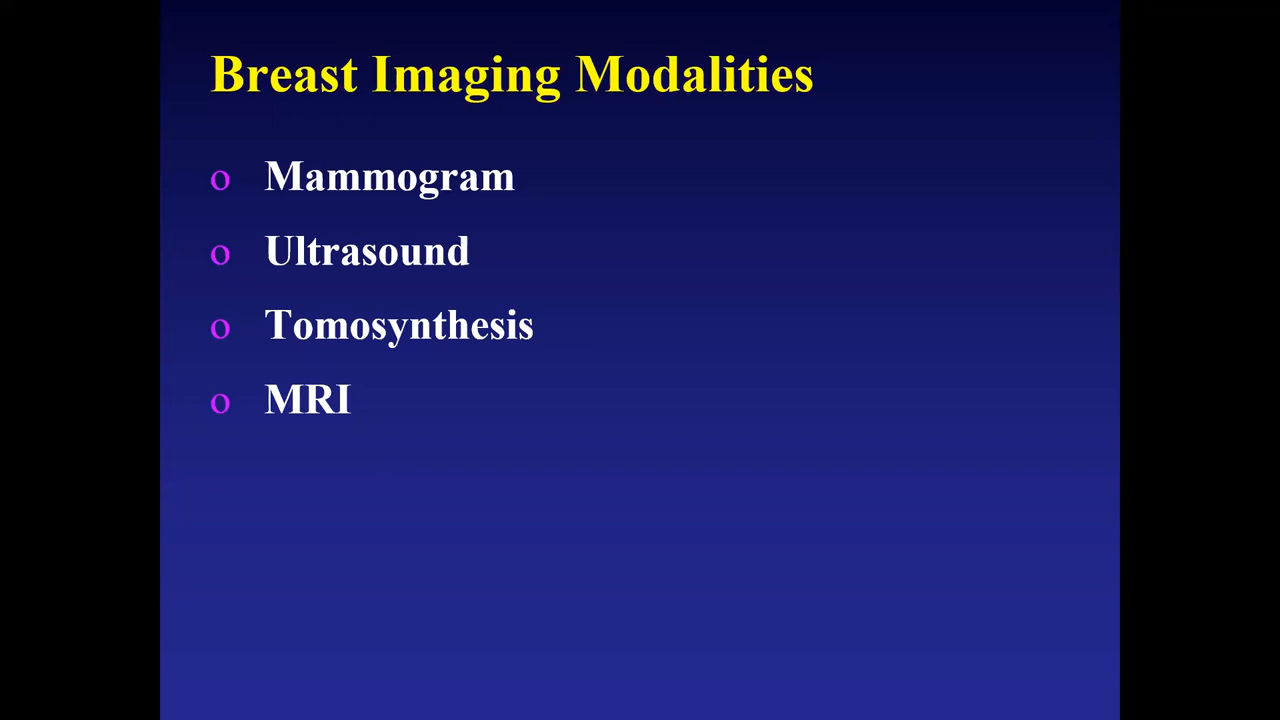 Breast Imaging Modalities
o Mammogram
o Ultrasound
o Tomosynthesis
o MRI